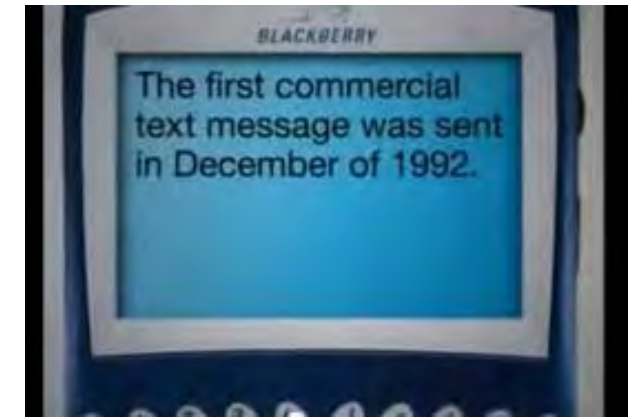 BLACKBERRY
The first commercial
text message was sent
in December of 1992.